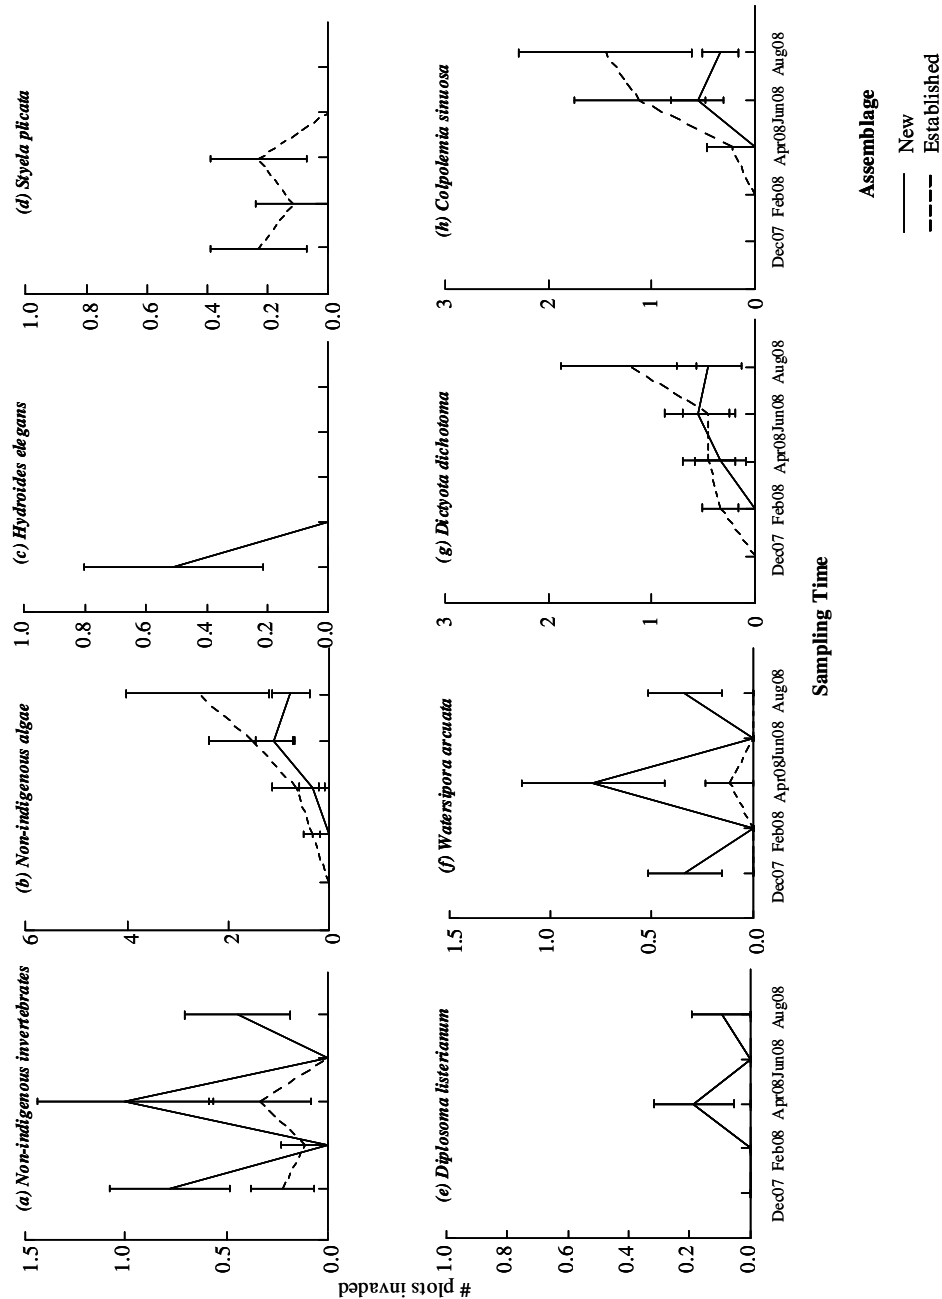 (a) Non-indigenous invertebrates
(b) Non-indigenous algae
(c) Hydroides elegans
(d) Styela plicata
1.5
1.0
0.5
0.0
6
4
2
0
1.0
0.8
0.6
0.4
0.2
0.0
1.0
0.8
0.6
0.4
0.2
0.0
# plots invaded
(e) Diplosoma listerianum
(f) Watersipora arcuata
(g) Dictyota dichotoma
(h) Colpolemia sinuosa
1.0
0.8
0.6
0.4
0.2
0.0
1.5
1.0
0.5
0.0
3
2
1
0
3
2
1
0
Dec07 Feb08 Apr08 Jun08 Aug08
Dec07 Feb08 Apr08 Jun08 Aug08
Dec07 Feb08 Apr08 Jun08 Aug08
Dec07 Feb08 Apr08 Jun08 Aug08
Sampling Time
Assemblage
New
Established